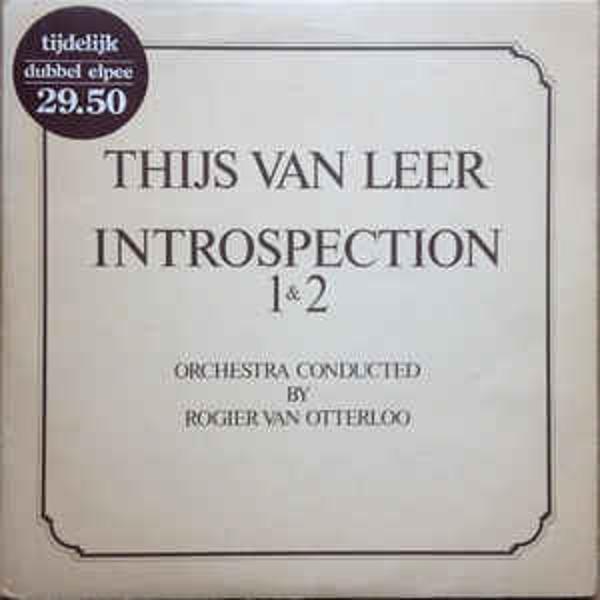 tijdelijk
dubbel elpee
29.50
THIJS VAN LEER
INTROSPECTION
1 & 2
ORCHESTRA CONDUCTED
BY
ROGIER VAN OTTERLOO